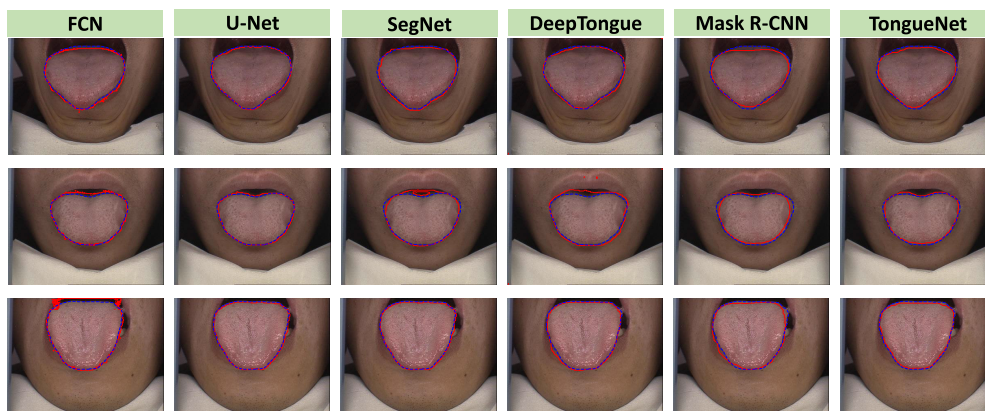 FCN
U-Net
SegNet
DeepTongue
Mask R-CNN
TongueNet